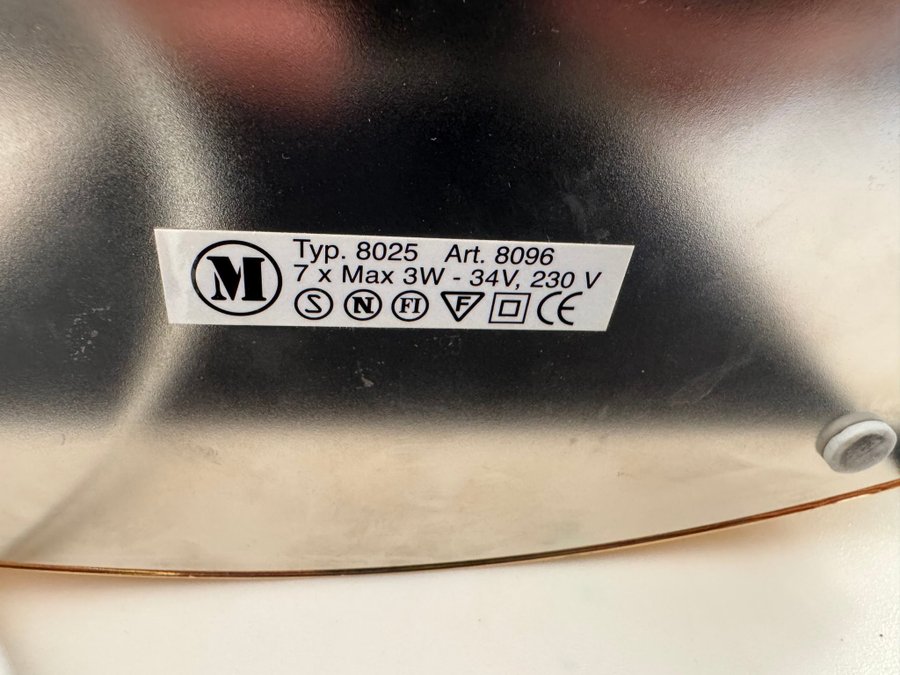 M
Typ. 8025 Art. 8096
7 x Max 3W - 34V, 230 V
S N FI F CE